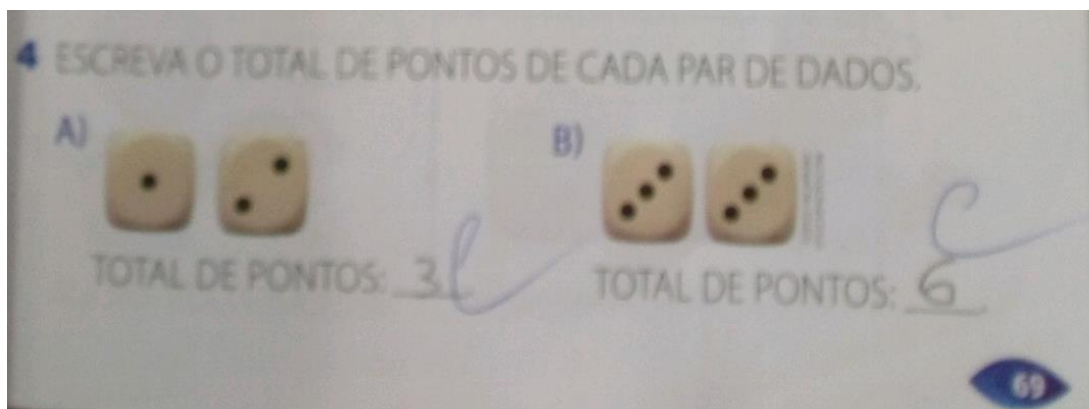 4 ESCREVA O TOTAL DE PONTOS DE CADA PAR DE DADOS.
A)
B)
TOTAL DE PONTOS: 3
TOTAL DE PONTOS: 6
69